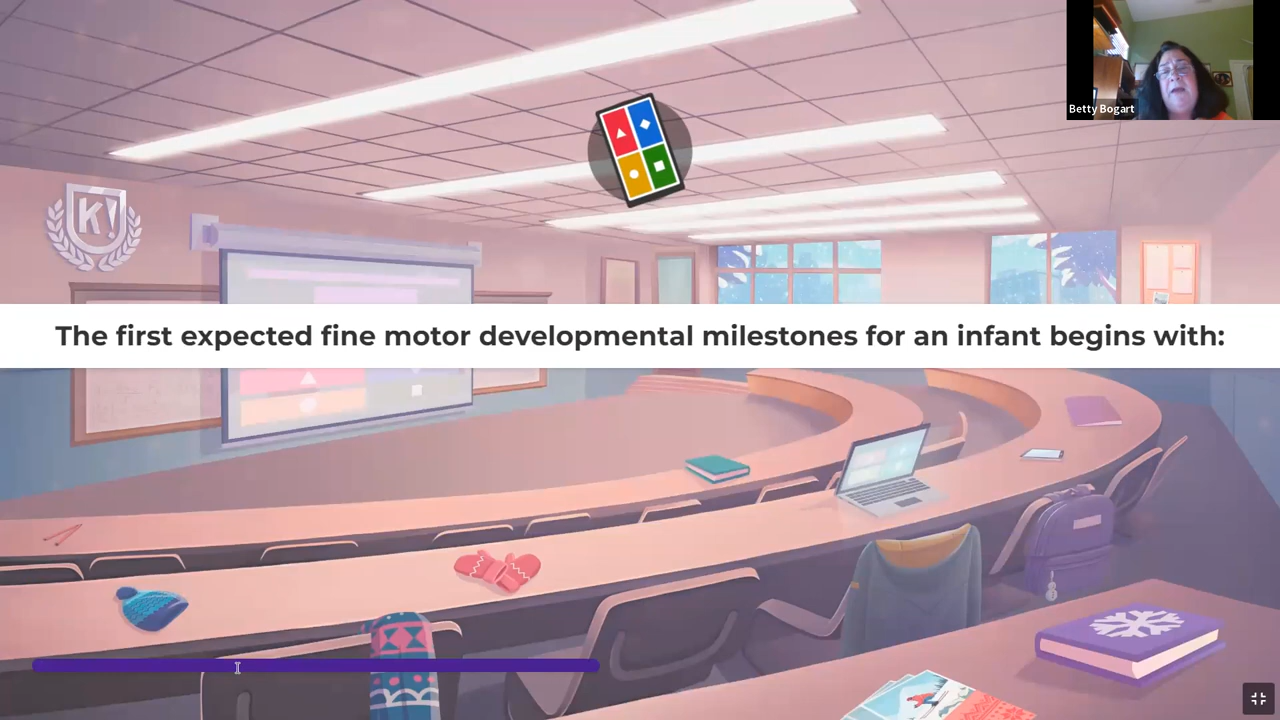 Betty Bogart
K!
The first expected fine motor developmental milestones for an infant begins with: